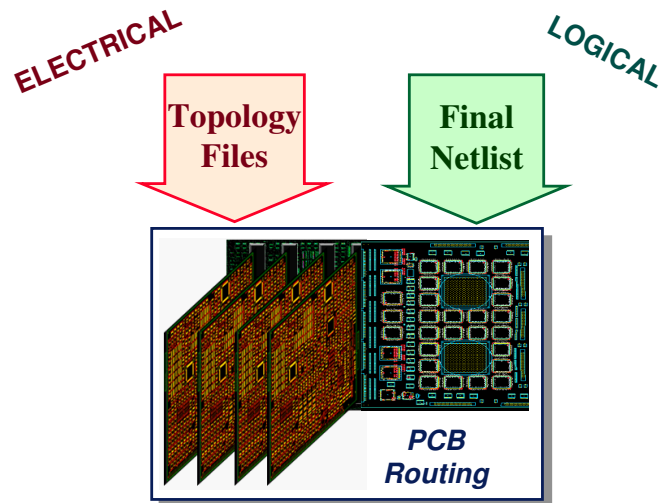 ELECTRICAL
LOGICAL
Topology
Files
Final
Netlist
PCB
Routing